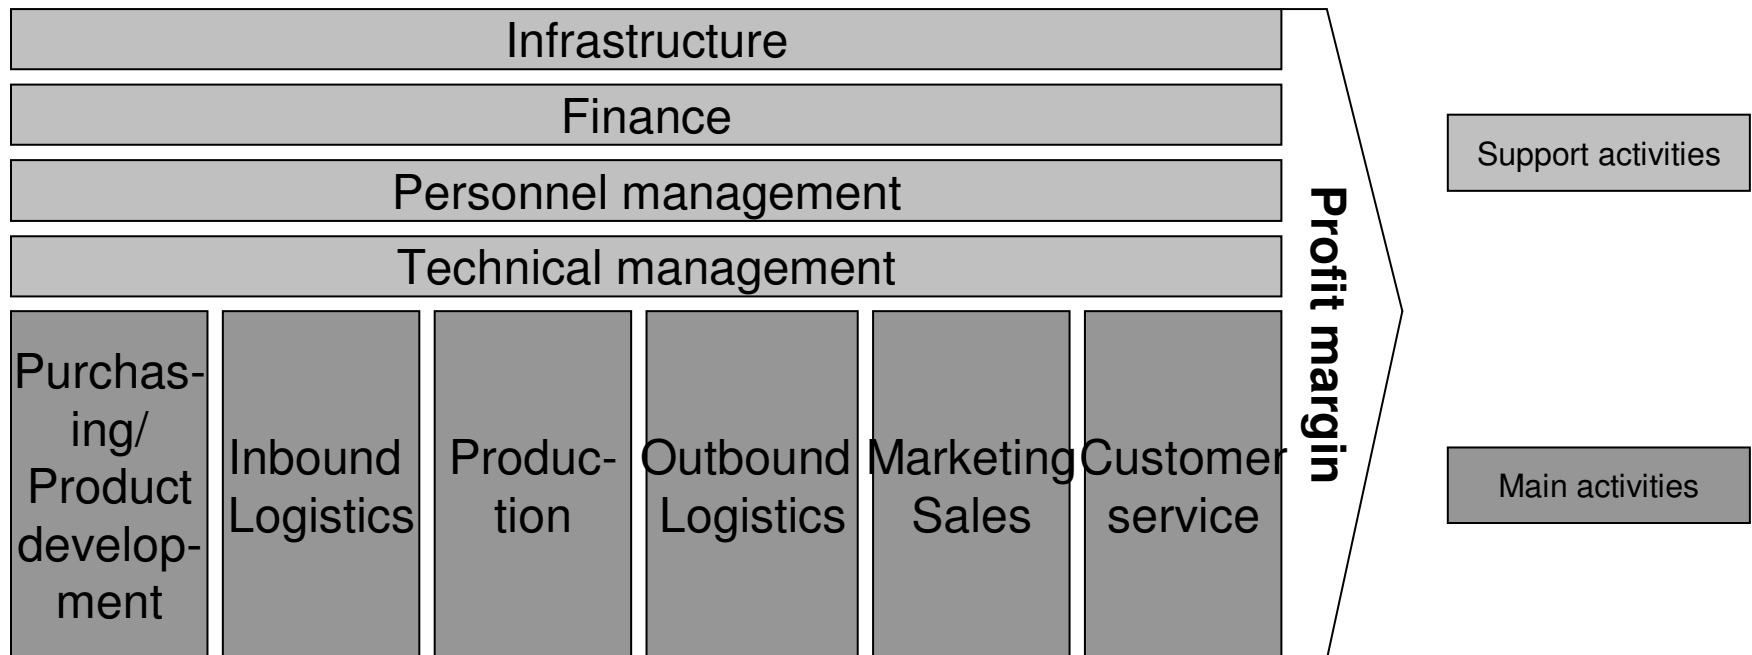 Infrastructure
Finance
Personnel management
Technical management
Purchas-
ing/
Product
develop-
ment
Inbound
Logistics
Produc-
tion
Outbound
Logistics
Marketing
Sales
Customer
service
Profit margin
Support activities
Main activities